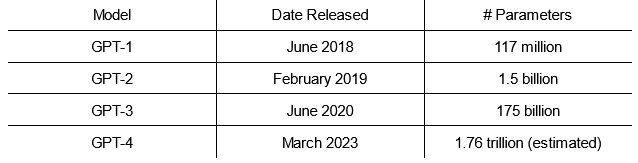 Model Date Released # Parameters
GPT-1 June 2018 117 million
GPT-2 February 2019 1.5 billion
GPT-3 June 2020 175 billion
GPT-4 March 2023 1.76 trillion (estimated)